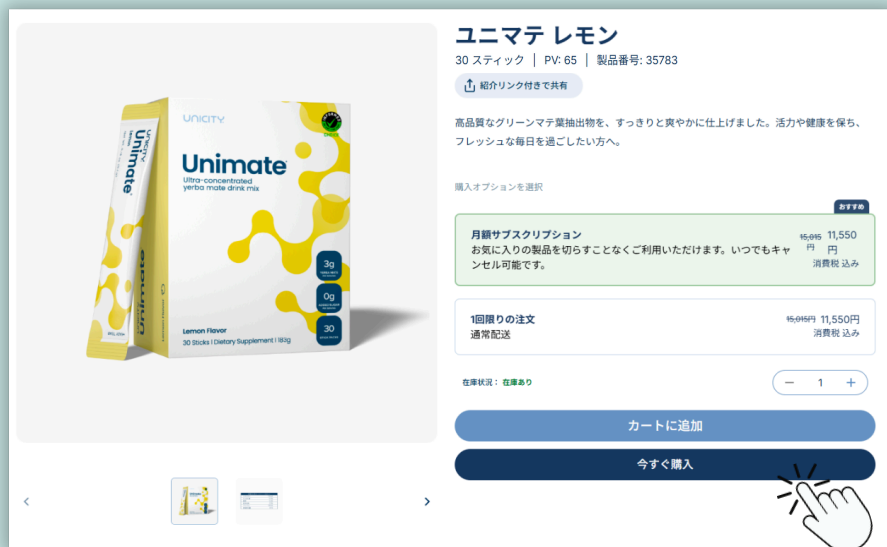 ユニマテ レモン
30 スティック | PV: 65 | 製品番号: 35783
紹介リンク付きで共有
高品質なグリーンマテ葉抽出物を、すっきりと爽やかに仕上げました。活力や健康を保ち、
フレッシュな毎日を過ごしたい方へ。
購入オプションを選択
おすすめ
月額サブスクリプション
お気に入りの製品を切らすことなくご利用いただけます。いつでもキャ
ンセル可能です。
15,015
円
11,550
円
消費税 込み
1回限りの注文
通常配送
15,015円 11,550円
消費税 込み
在庫状況: 在庫あり
− 1 +
カートに追加
今すぐ購入
UNICITY
Unimate
Ultra-concentrated
yerba mate drink mix
3g
0g
30
Lemon Flavor
30 Sticks | Dietary Supplement | 183g
UNICITY
Unimate
Unimate